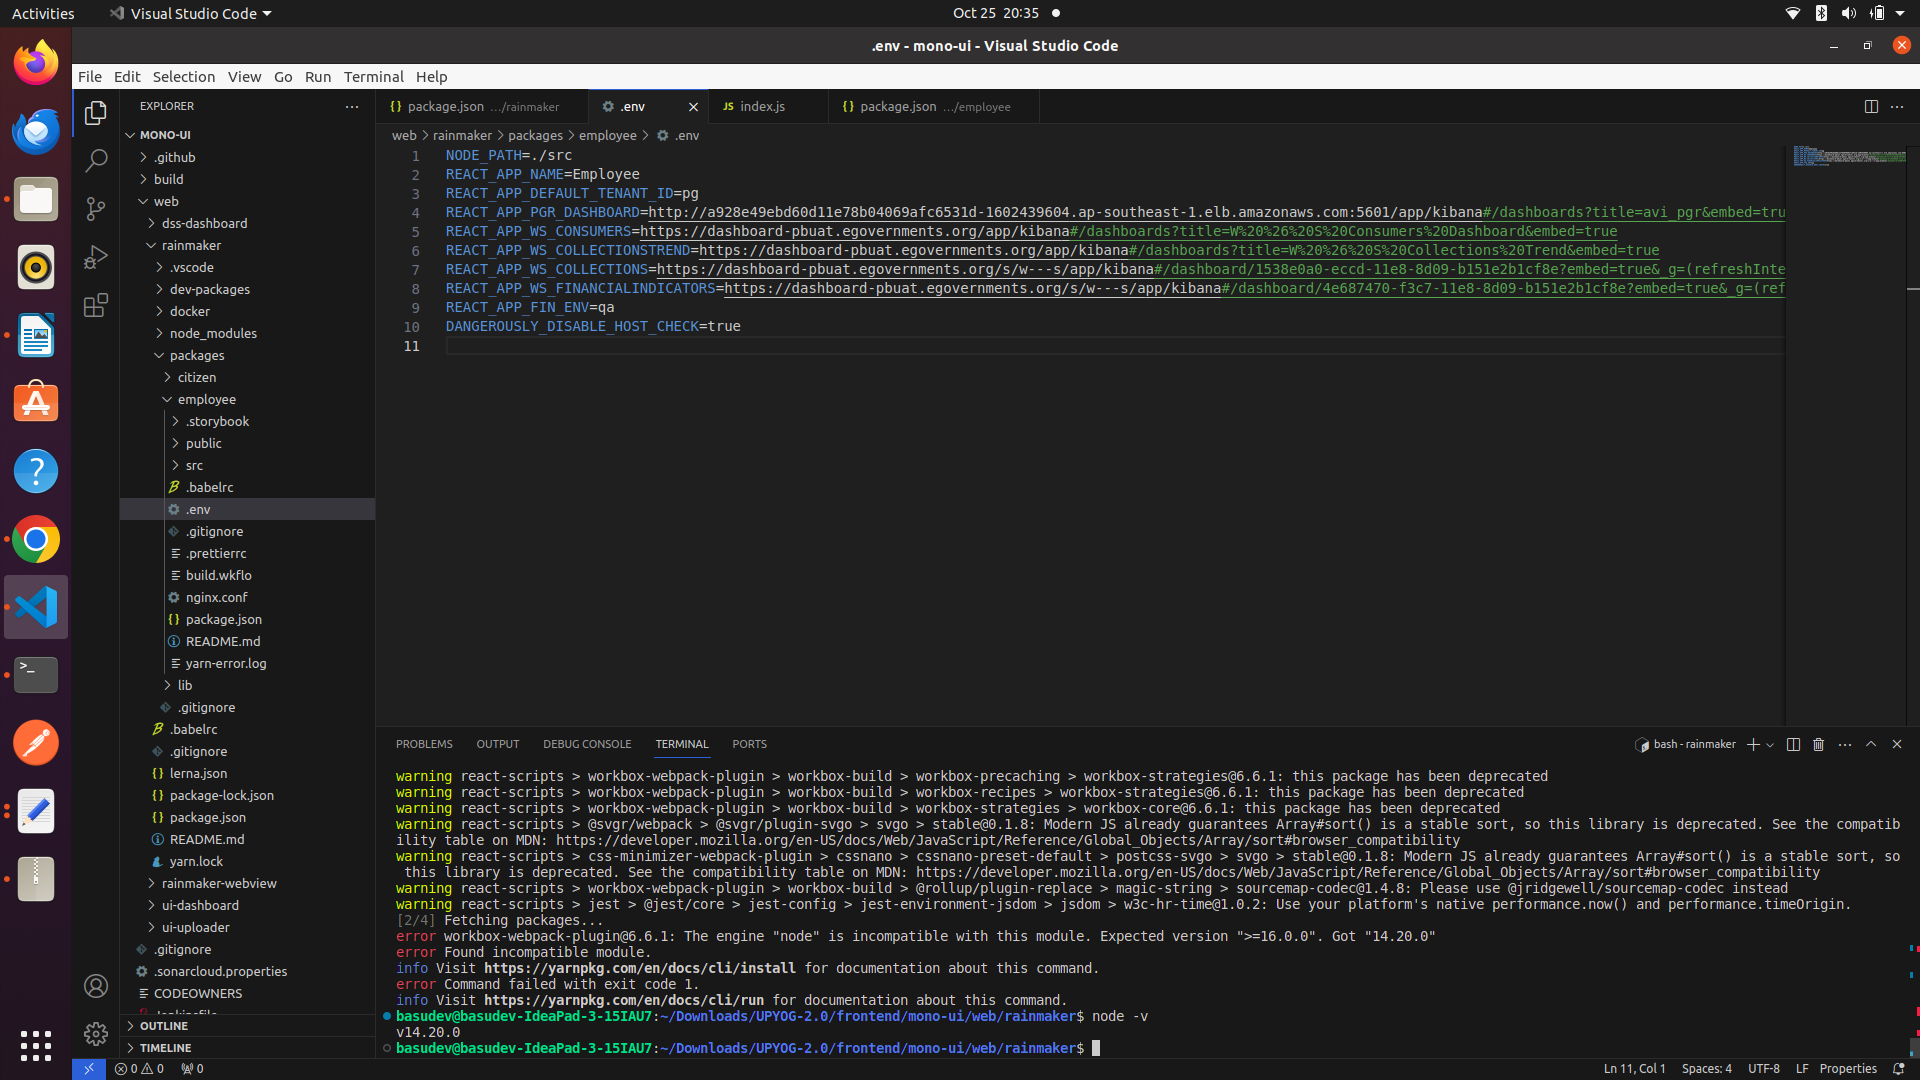 Activities
Visual Studio Code
Oct 25 20:35
.env - mono-ui - Visual Studio Code
File Edit Selection View Go Run Terminal Help
EXPLORER
MONO-UI
.github
build
web
dss-dashboard
rainmaker
.vscode
dev-packages
docker
node_modules
packages
citizen
employee
.storybook
public
src
.babelrc
.env
.gitignore
.prettierrc
build.wkflo
nginx.conf
package.json
README.md
yarn-error.log
lib
.gitignore
.babelrc
.gitignore
lerna.json
package-lock.json
package.json
README.md
yarn.lock
rainmaker-webview
ui-dashboard
ui-uploader
.gitignore
.sonarcloud.properties
CODEOWNERS
OUTLINE
TIMELINE
package.json .../rainmaker
.env
JS index.js
package.json .../employee
web > rainmaker > packages > employee > .env
1 NODE_PATH=./src
2 REACT_APP_NAME=Employee
3 REACT_APP_DEFAULT_TENANT_ID=pg
4 REACT_APP_PGR_DASHBOARD=http://a928e49ebd60d11e78b04069afc6531d-1602439604.ap-southeast-1.elb.amazonaws.com:5601/app/kibana#/dashboards?title=avi_pgr&embed=tru
5 REACT_APP_WS_CONSUMERS=https://dashboard-pbuat.egovernments.org/app/kibana#/dashboards?title=W%20%26%20S%20Consumers%20Dashboard&embed=true
6 REACT_APP_WS_COLLECTIONSTREND=https://dashboard-pbuat.egovernments.org/app/kibana#/dashboards?title=W%20%26%20S%20Collections%20Trend&embed=true
7 REACT_APP_WS_COLLECTIONS=https://dashboard-pbuat.egovernments.org/s/w---s/app/kibana#/dashboard/1538e0a0-eccd-11e8-8d09-b151e2b1cf8e?embed=true&_g=(refreshInte
8 REACT_APP_WS_FINANCIALINDICATORS=https://dashboard-pbuat.egovernments.org/s/w---s/app/kibana#/dashboard/4e687470-f3c7-11e8-8d09-b151e2b1cf8e?embed=true&_g=(ref
9 REACT_APP_FIN_ENV=qa
10 DANGEROUSLY_DISABLE_HOST_CHECK=true
11
PROBLEMS OUTPUT DEBUG CONSOLE TERMINAL PORTS
bash - rainmaker
warning react-scripts > workbox-webpack-plugin > workbox-build > workbox-precaching > workbox-strategies@6.6.1: this package has been deprecated
warning react-scripts > workbox-webpack-plugin > workbox-build > workbox-recipes > workbox-strategies@6.6.1: this package has been deprecated
warning react-scripts > workbox-webpack-plugin > workbox-build > workbox-strategies > workbox-core@6.6.1: this package has been deprecated
warning react-scripts > @svgr/webpack > @svgr/plugin-svgo > svgo > stable@0.1.8: Modern JS already guarantees Array#sort() is a stable sort, so this library is deprecated. See the compatib
ility table on MDN: https://developer.mozilla.org/en-US/docs/Web/JavaScript/Reference/Global_Objects/Array/sort#browser_compatibility
warning react-scripts > css-minimizer-webpack-plugin > cssnano > cssnano-preset-default > postcss-svgo > svgo > stable@0.1.8: Modern JS already guarantees Array#sort() is a stable sort, so
this library is deprecated. See the compatibility table on MDN: https://developer.mozilla.org/en-US/docs/Web/JavaScript/Reference/Global_Objects/Array/sort#browser_compatibility
warning react-scripts > workbox-webpack-plugin > workbox-build > @rollup/plugin-replace > magic-string > sourcemap-codec@1.4.8: Please use @jridgewell/sourcemap-codec instead
warning react-scripts > jest > @jest/core > jest-config > jest-environment-jsdom > jsdom > w3c-hr-time@1.0.2: Use your platform's native performance.now() and performance.timeOrigin.
[2/4] Fetching packages...
error workbox-webpack-plugin@6.6.1: The engine "node" is incompatible with this module. Expected version ">=16.0.0". Got "14.20.0"
error Found incompatible module.
info Visit https://yarnpkg.com/en/docs/cli/install for documentation about this command.
error Command failed with exit code 1.
info Visit https://yarnpkg.com/en/docs/cli/run for documentation about this command.
basudev@basudev-IdeaPad-3-15IAU7:~/Downloads/UPYOG-2.0/frontend/mono-ui/web/rainmaker$ node -v
v14.20.0
basudev@basudev-IdeaPad-3-15IAU7:~/Downloads/UPYOG-2.0/frontend/mono-ui/web/rainmaker$
0 0 0
Ln 11, Col 1 Spaces: 4 UTF-8 LF Properties